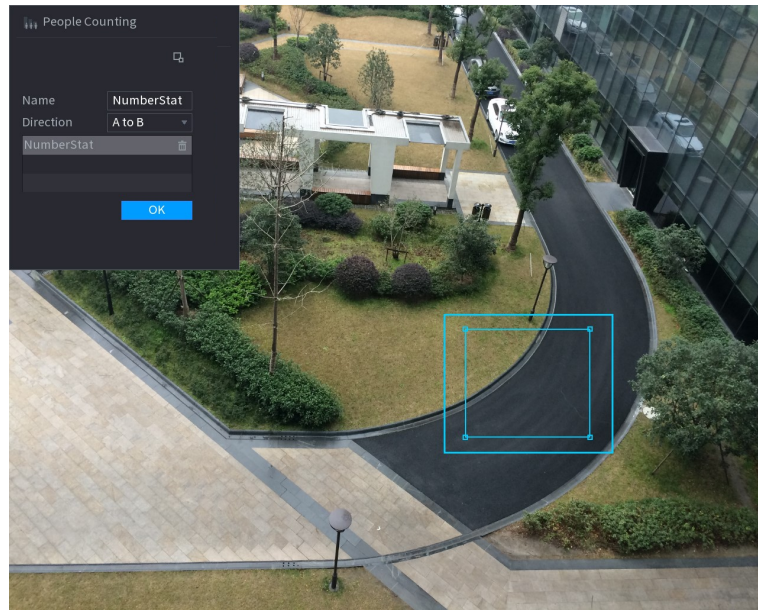 People Counting
Name NumberStat
Direction A to B
NumberStat
OK